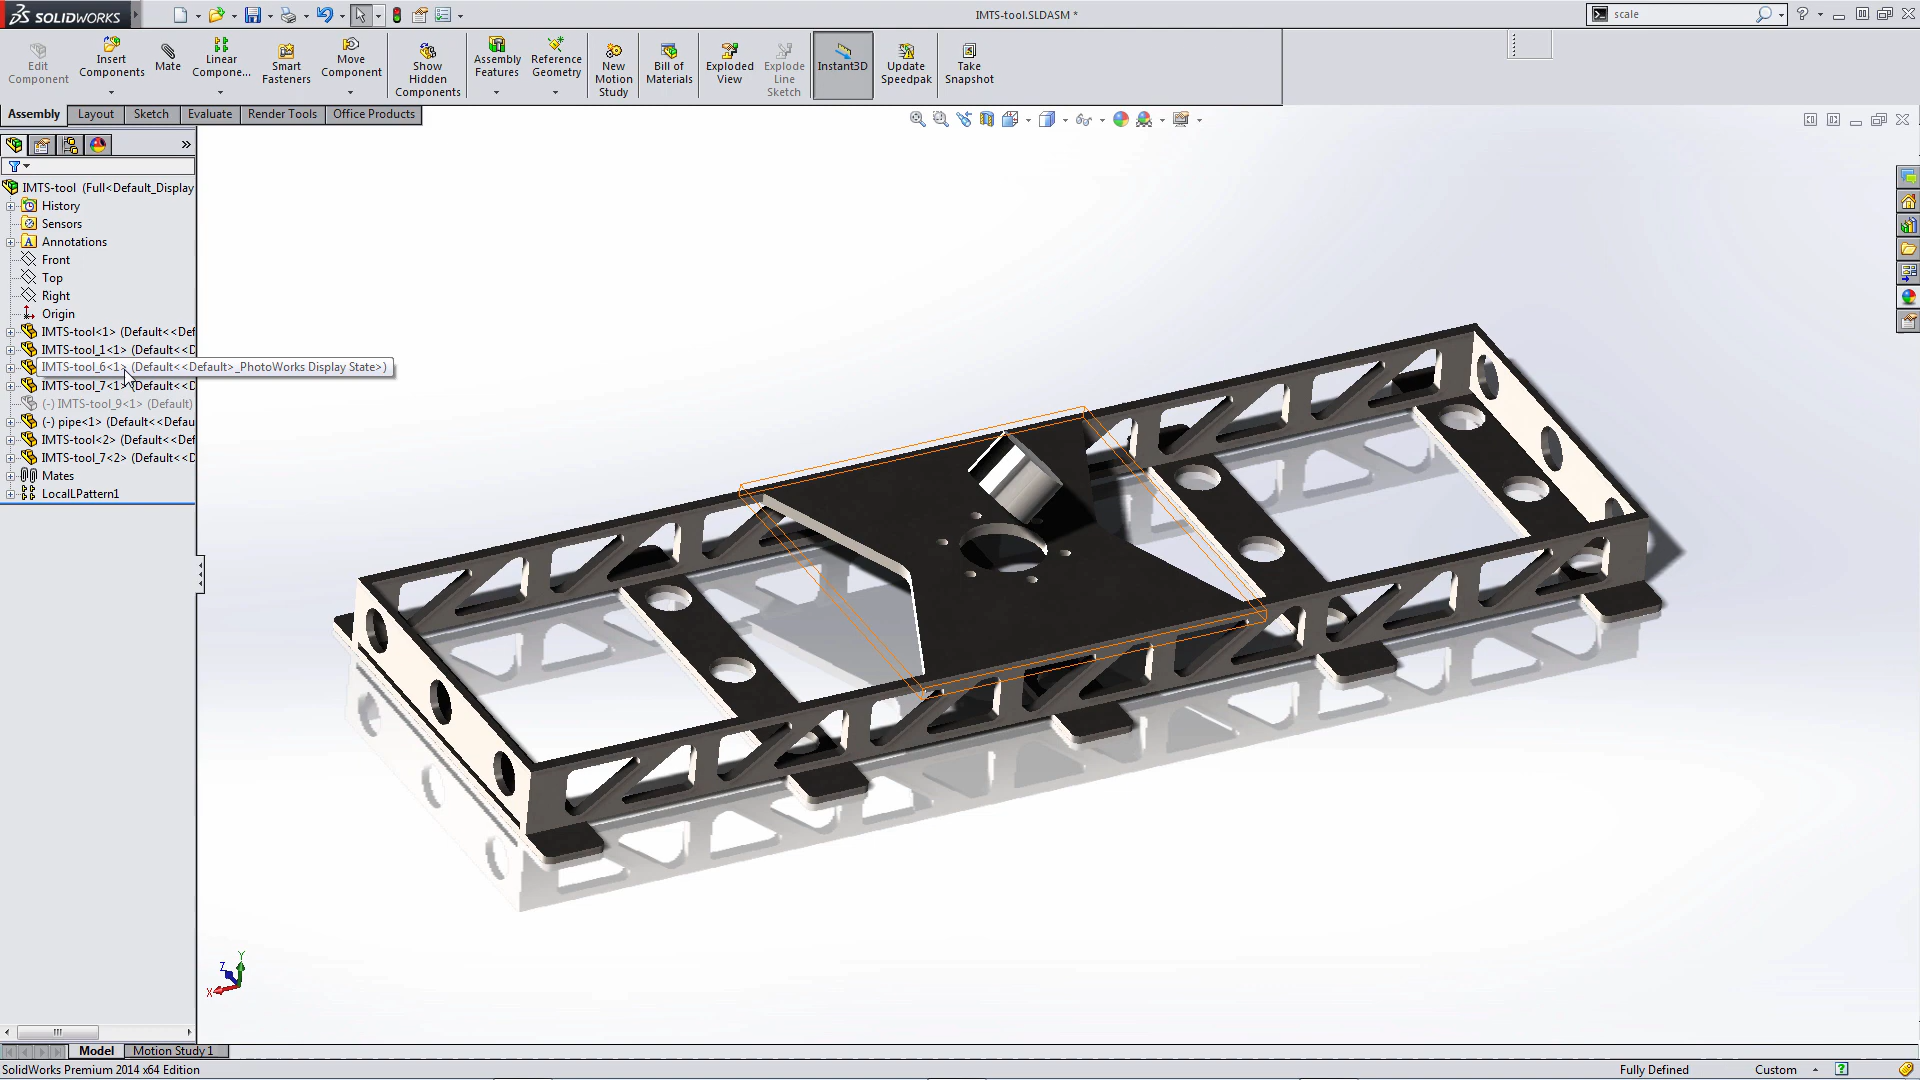 SOLIDWORKS
IMTS-tool.SLDASM *
scale
Edit Component
Insert Components
Mate
Linear Compone...
Smart Fasteners
Move Component
Show Hidden Components
Assembly Features
Reference Geometry
New Motion Study
Bill of Materials
Exploded View
Explode Line Sketch
Instant3D
Update Speedpak
Take Snapshot
Assembly
Layout
Sketch
Evaluate
Render Tools
Office Products
IMTS-tool (Full<Default_Display
History
Sensors
Annotations
Front
Top
Right
Origin
IMTS-tool<1> (Default<<Def
IMTS-tool_1<1> (Default<<D
IMTS-tool_6<1> (Default<<Default>_PhotoWorks Display State>)
IMTS-tool_7<1> (Default<<D
(-) IMTS-tool_9<1> (Default)
(-) pipe<1> (Default<<Defau
IMTS-tool<2> (Default<<Def
IMTS-tool_7<2> (Default<<D
Mates
LocalLPattern1
Y
Z
X
Model
Motion Study 1
SolidWorks Premium 2014 x64 Edition
Fully Defined
Custom